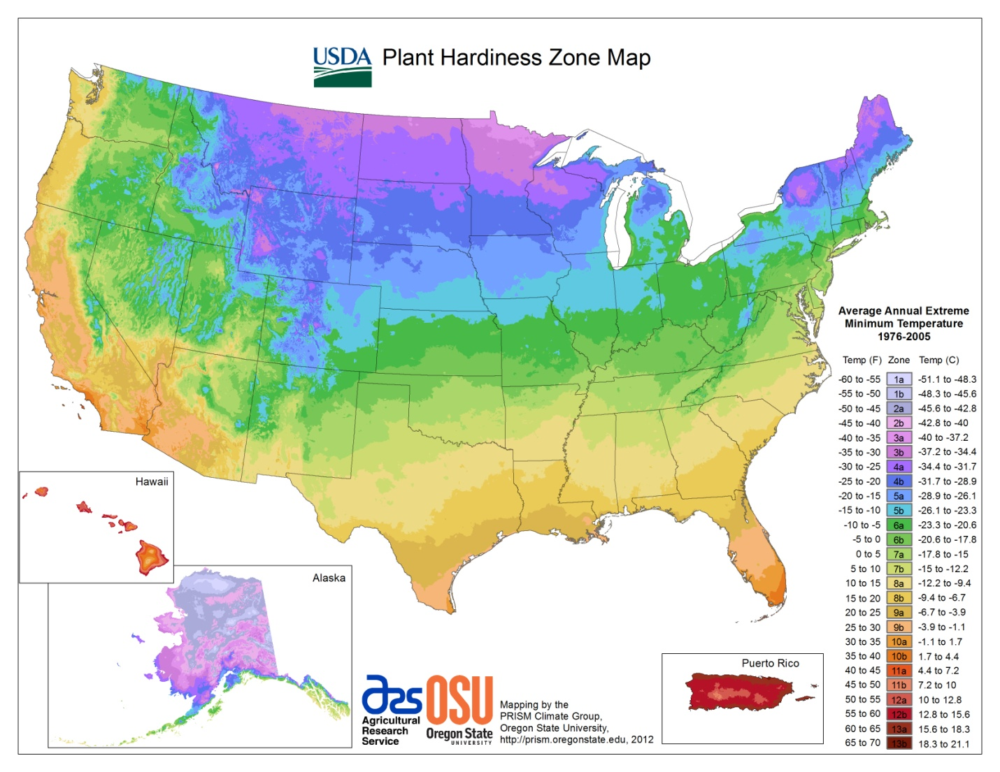 USDA
Plant Hardiness Zone Map
Average Annual Extreme
Minimum Temperature
1976-2005
Temp (F) Zone Temp (C)
-60 to -55 1a -51.1 to -48.3
-55 to -50 1b -48.3 to -45.6
-50 to -45 2a -45.6 to -42.8
-45 to -40 2b -42.8 to -40
-40 to -35 3a -40 to -37.2
-35 to -30 3b -37.2 to -34.4
-30 to -25 4a -34.4 to -31.7
-25 to -20 4b -31.7 to -28.9
-20 to -15 5a -28.9 to -26.1
-15 to -10 5b -26.1 to -23.3
-10 to -5 6a -23.3 to -20.6
-5 to 0 6b -20.6 to -17.8
0 to 5 7a -17.8 to -15
5 to 10 7b -15 to -12.2
10 to 15 8a -12.2 to -9.4
15 to 20 8b -9.4 to -6.7
20 to 25 9a -6.7 to -3.9
25 to 30 9b -3.9 to -1.1
30 to 35 10a -1.1 to 1.7
35 to 40 10b 1.7 to 4.4
40 to 45 11a 4.4 to 7.2
45 to 50 11b 7.2 to 10
50 to 55 12a 10 to 12.8
55 to 60 12b 12.8 to 15.6
60 to 65 13a 15.6 to 18.3
65 to 70 13b 18.3 to 21.1
Hawaii
Alaska
Puerto Rico
ars
Agricultural
Research
Service
OSU
Oregon State
UNIVERSITY
Mapping by the
PRISM Climate Group,
Oregon State University,
http://prism.oregonstate.edu, 2012